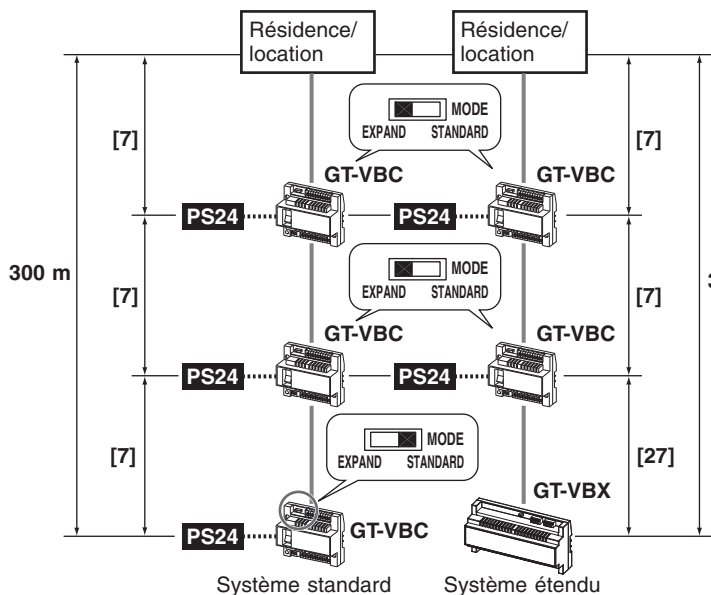 Résidence/
location
Résidence/
location
[7]
MODE
EXPAND STANDARD
[7]
GT-VBC
GT-VBC
PS24
PS24
300 m
3
[7]
MODE
EXPAND STANDARD
[7]
GT-VBC
GT-VBC
PS24
PS24
[7]
MODE
EXPAND STANDARD
[27]
GT-VBX
PS24
GT-VBC
Système standard
Système étendu